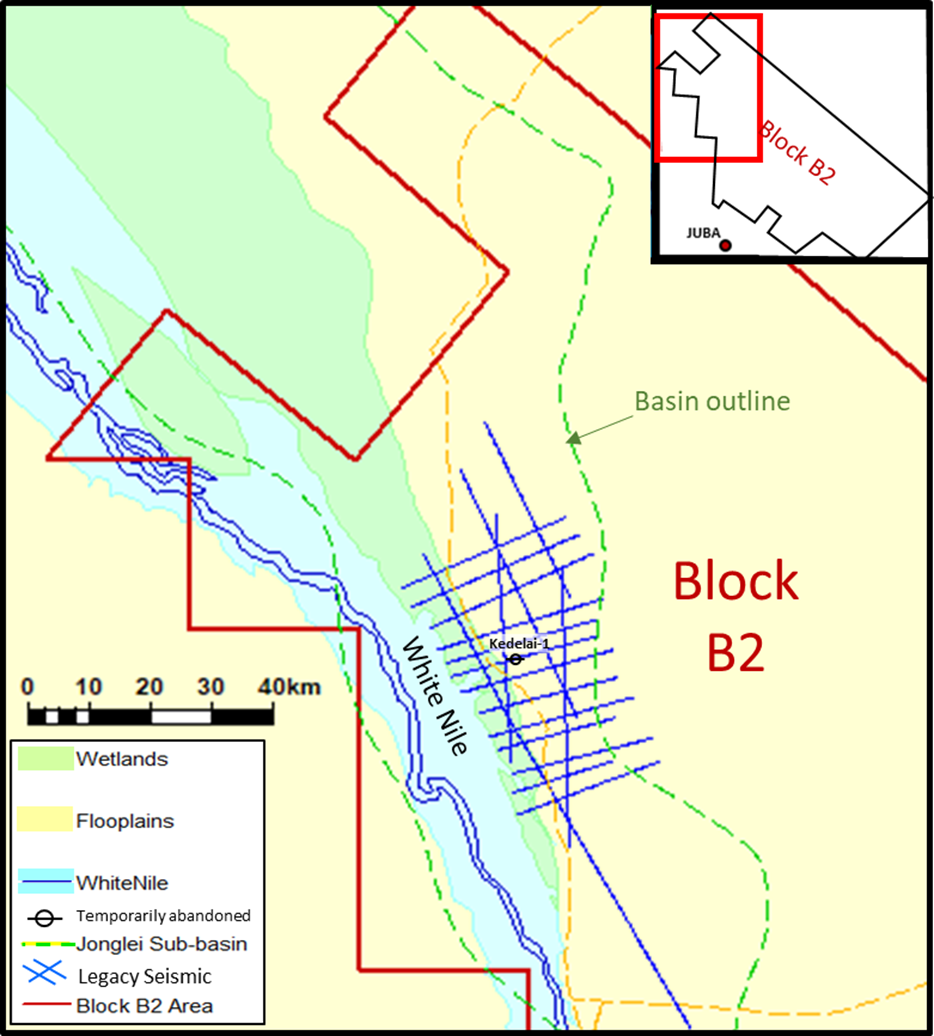 Block B2
JUBA
Basin outline
Block
B2
Kedelai-1
White Nile
0 10 20 30 40km
Wetlands
Flooplains
WhiteNile
Temporarily abandoned
Jonglei Sub-basin
Legacy Seismic
Block B2 Area